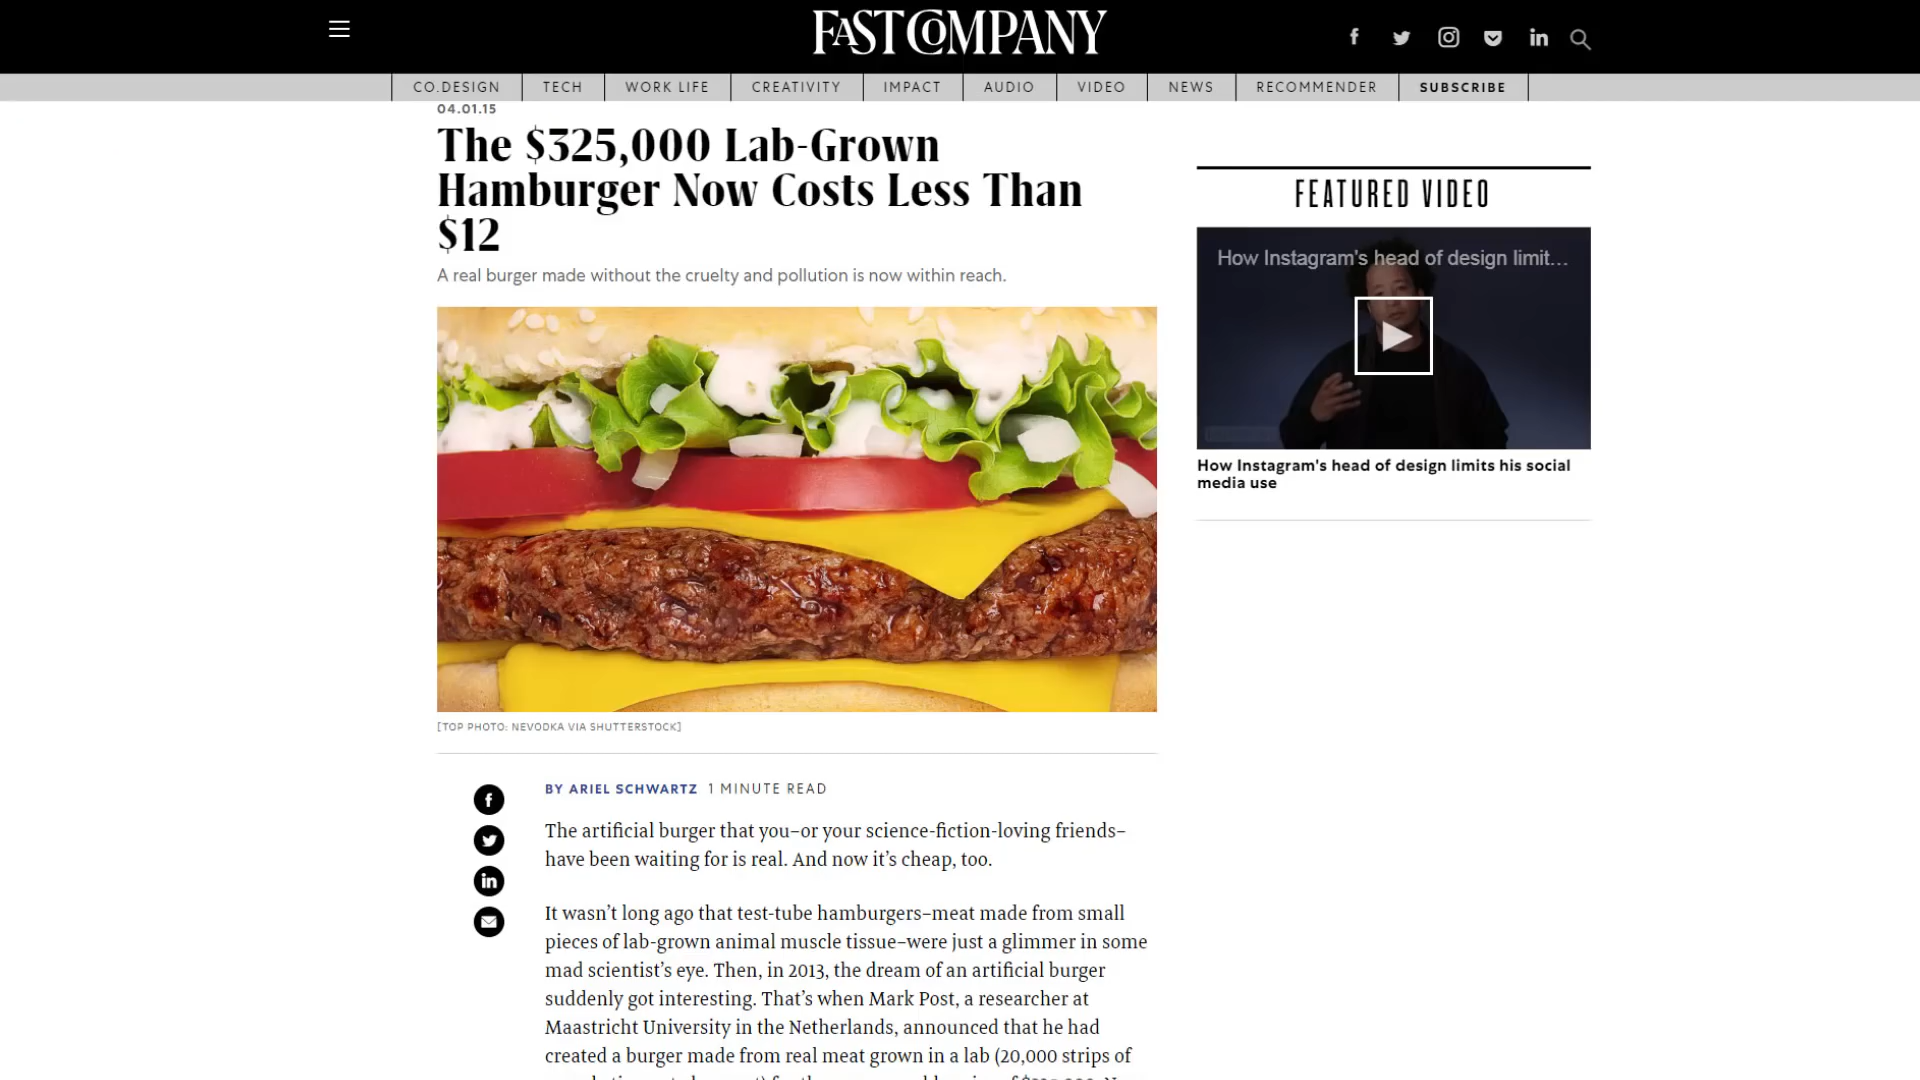 FAST COMPANY
CO.DESIGN
TECH
WORK LIFE
CREATIVITY
IMPACT
AUDIO
VIDEO
NEWS
RECOMMENDER
SUBSCRIBE
04.01.15
The $325,000 Lab-Grown
Hamburger Now Costs Less Than
$12
A real burger made without the cruelty and pollution is now within reach.
[TOP PHOTO: NEVODKA VIA SHUTTERSTOCK]
BY ARIEL SCHWARTZ 1 MINUTE READ
The artificial burger that you–or your science-fiction-loving friends–
have been waiting for is real. And now it's cheap, too.
It wasn't long ago that test-tube hamburgers–meat made from small
pieces of lab-grown animal muscle tissue–were just a glimmer in some
mad scientist's eye. Then, in 2013, the dream of an artificial burger
suddenly got interesting. That's when Mark Post, a researcher at
Maastricht University in the Netherlands, announced that he had
created a burger made from real meat grown in a lab (20,000 strips of
FEATURED VIDEO
How Instagram's head of design limit...
How Instagram's head of design limits his social
media use